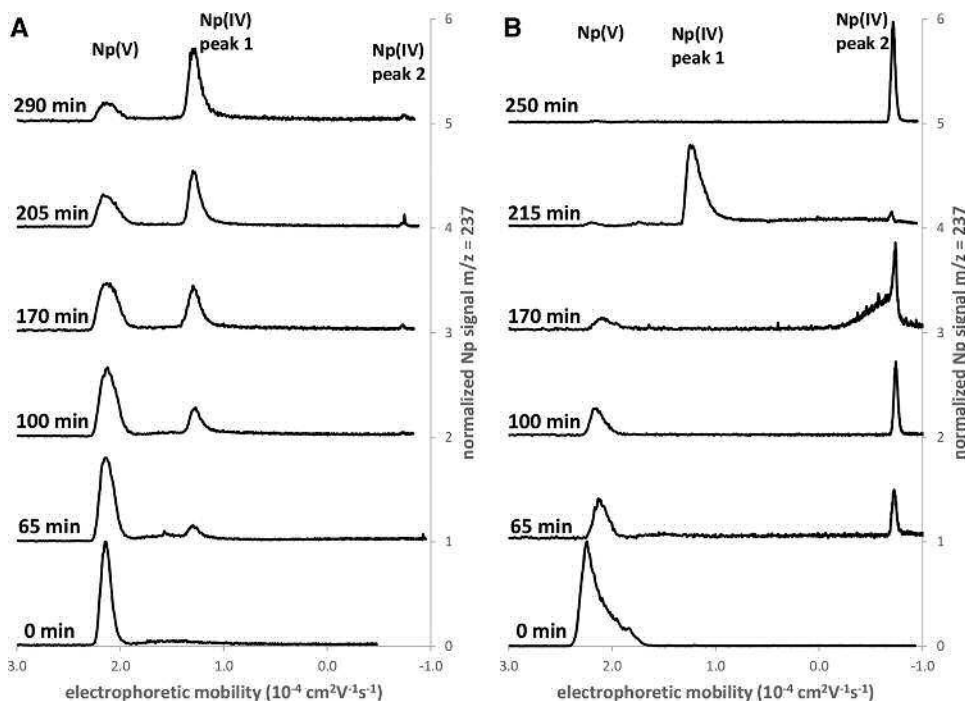 A
Np(V)
Np(IV)
peak 1
Np(IV)
peak 2
290 min
205 min
170 min
100 min
65 min
0 min
6
5
4
3
2
1
0
normalized Np signal m/z = 237
3.0 2.0 1.0 0.0 -1.0
electrophoretic mobility (10⁻⁴ cm²V⁻¹s⁻¹)
B
Np(V)
Np(IV)
peak 1
Np(IV)
peak 2
250 min
215 min
170 min
100 min
65 min
0 min
6
5
4
3
2
1
0
normalized Np signal m/z = 237
3.0 2.0 1.0 0.0 -1.0
electrophoretic mobility (10⁻⁴ cm²V⁻¹s⁻¹)